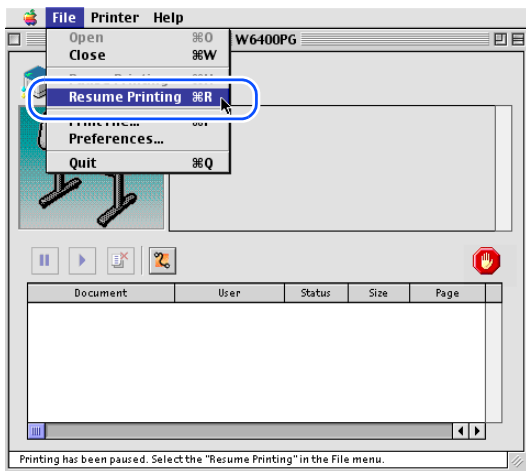 File Printer Help
W6400PG
Open ⌘O
Close ⌘W
Resume Printing ⌘R
Preferences...
Quit ⌘Q
Document User Status Size Page
Printing has been paused. Select the "Resume Printing" in the File menu.